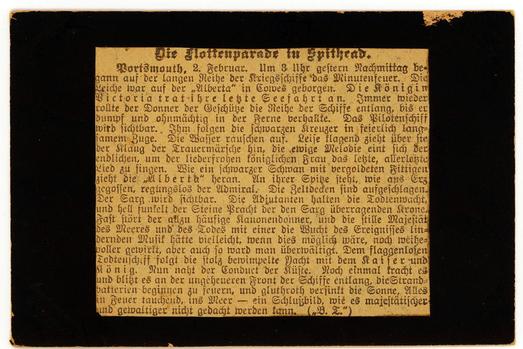 Die Flottenparade in Spithead.
Portsmouth, 2. Februar. Um 3 Uhr gestern Nachmittag be-
gann auf der langen Reihe der Kriegsschiffe das Minutenfeuer. Die
Leiche war auf der „Alberta“ in Cowes geborgen. Die Königin
Victoria trat ihre letzte Seefahrt an. Immer wieder
rollte der Donner der Geschütze die Reihe der Schiffe entlang, bis er
dumpf und ohnmächtig in der Ferne verhallte. Das Pilotenschiff
wird sichtbar. Ihm folgen die schwarzen Kreuzer in feierlich lang-
samem Zuge. Die Wasser rauschen auf. Leise klagend zieht über sie
der Klang der Trauermärsche hin, die ewige Melodie eint sich der
endlichen, um der liederfrohen königlichen Frau das letzte, allerletzte
Lied zu singen. Wie ein schwarzer Schwan mit vergoldeten Fittigen
zieht die „Alberta“ heran. An ihrer Spitze steht, wie aus Erz
gegossen, regungslos der Admiral. Die Zeltdecken sind aufgeschlagen.
Der Sarg wird sichtbar. Die Adjutanten halten die Todtenwacht,
und hell funkelt der Steine Pracht der den Sarg überragenden Krone.
Fast stört der allzu häufige Kanonendonner, und die stille Majestät
des Meeres und des Todes mit einer die Wucht des Ereignisses lin-
dernden Musik hätte vielleicht, wenn dies möglich wäre, noch weihe-
voller gewirkt, aber auch so ward man überwältigt. Dem flaggenlosen
Todtenschiff folgt die stolz bewimpelte Yacht mit dem Kaiser und
König. Nun naht der Conduct der Küste. Noch einmal kracht es
und blitzt es an der ungeheueren Front der Schiffe entlang, die Strand-
batterien beginnen zu feuern, und glutroth versinkt die Sonne, Alles
in Feuer tauchend, ins Meer — ein Schlußbild, wie es majestätischer
und gewaltiger nicht gedacht werden kann. („B. T.“)